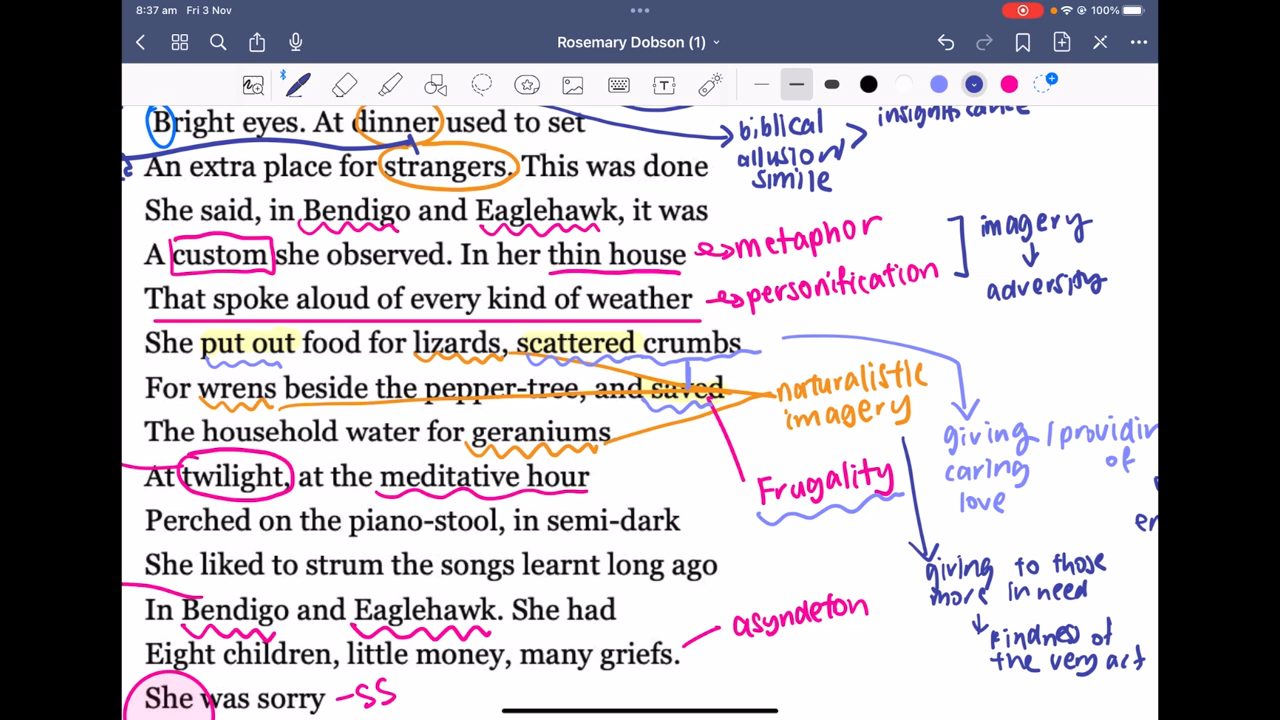 8:37 am Fri 3 Nov
100%
Rosemary Dobson (1)
Bright eyes. At dinner used to set
An extra place for strangers. This was done
She said, in Bendigo and Eaglehawk, it was
A custom she observed. In her thin house
That spoke aloud of every kind of weather
She put out food for lizards, scattered crumbs
For wrens beside the pepper-tree, and saved
The household water for geraniums
At twilight, at the meditative hour
Perched on the piano-stool, in semi-dark
She liked to strum the songs learnt long ago
In Bendigo and Eaglehawk. She had
Eight children, little money, many griefs.
She was sorry
biblical
allusion/
simile
insignificance
metaphor
personification
imagery
adversity
naturalistic
imagery
giving/providin
caring of
love
Frugality
er
giving to those
more in need
kindness of
the very act
asyndeton
-SS